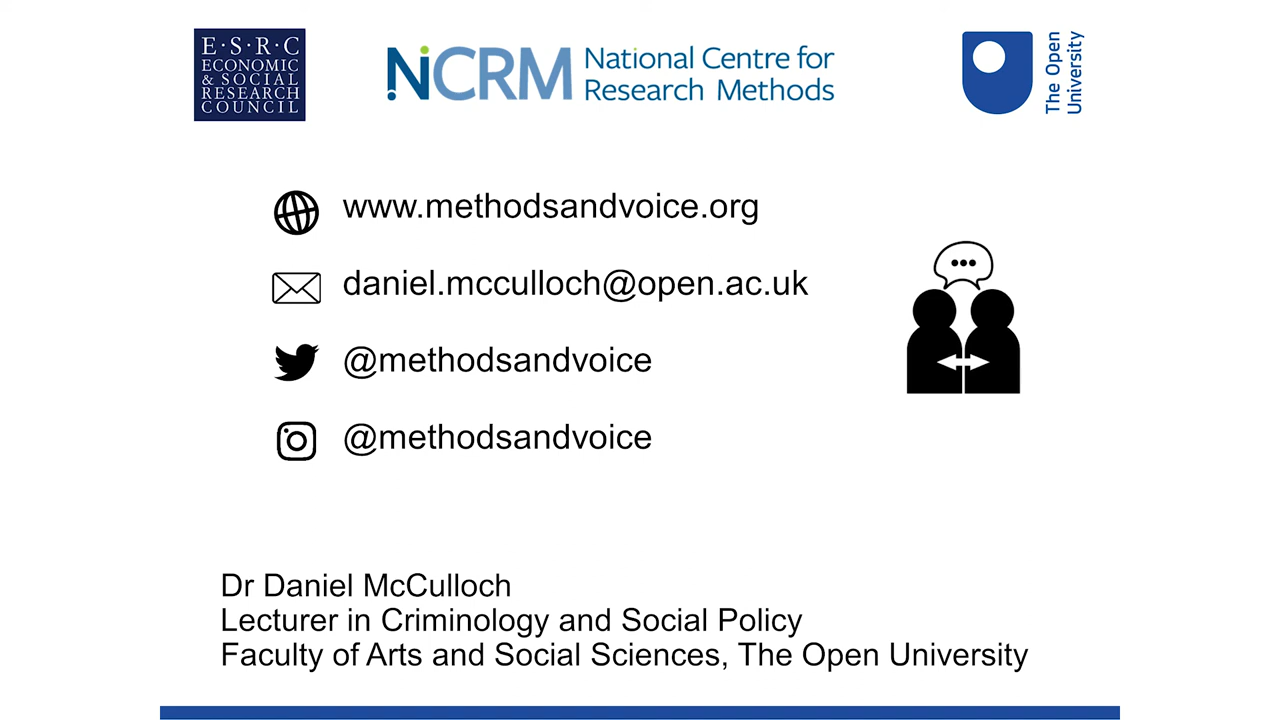 E·S·R·C
ECONOMIC
& SOCIAL
RESEARCH
COUNCIL
NCRM National Centre for
Research Methods
The Open
University
www.methodsandvoice.org
daniel.mcculloch@open.ac.uk
@methodsandvoice
@methodsandvoice
Dr Daniel McCulloch
Lecturer in Criminology and Social Policy
Faculty of Arts and Social Sciences, The Open University